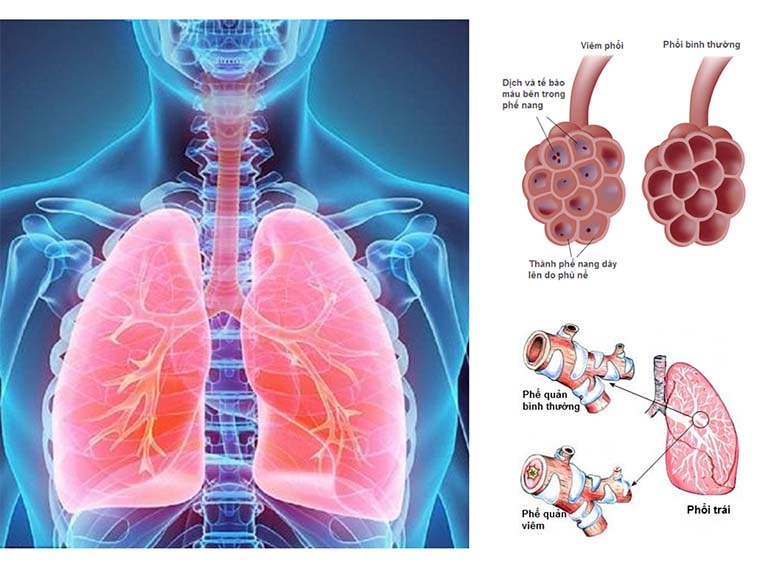 Viêm phổi
Phổi bình thường
Dịch và tế bào
máu bên trong
phế nang
Thành phế nang dày
lên do phù nề
Phế quản
bình thường
Phế quản
viêm
Phổi trái